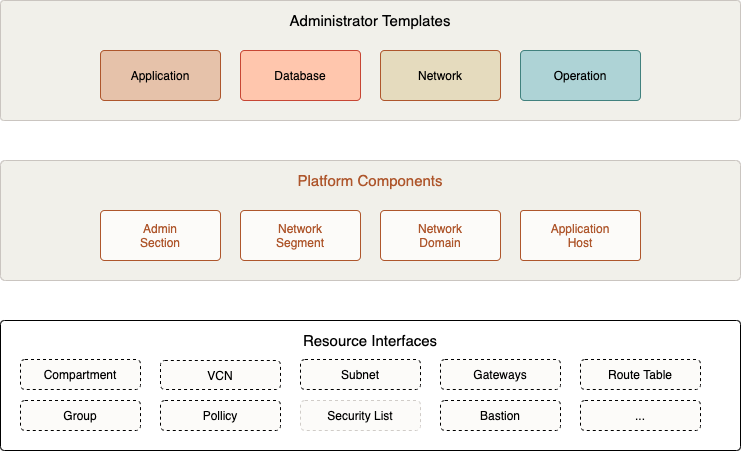 Administrator Templates
Application
Database
Network
Operation
Platform Components
Admin
Section
Network
Segment
Network
Domain
Application
Host
Resource Interfaces
Compartment
VCN
Subnet
Gateways
Route Table
Group
Pollicy
Security List
Bastion
...